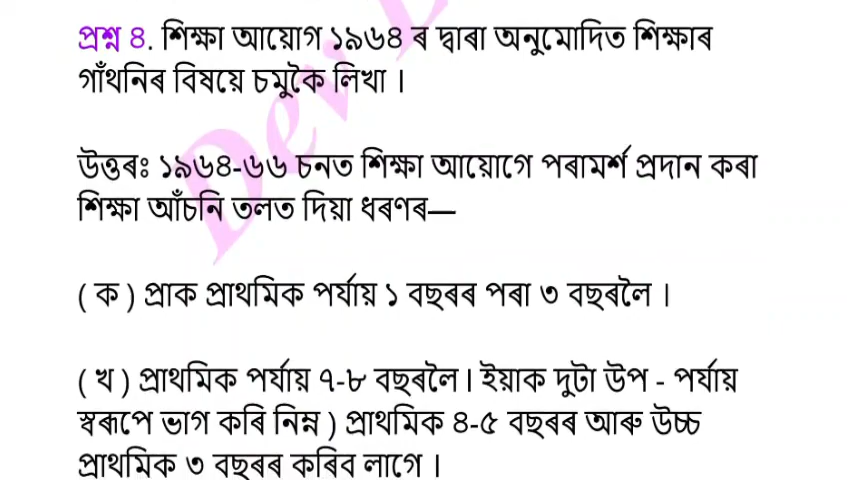 প্ৰশ্ন ৪. শিক্ষা আয়োগ ১৯৬৪ ৰ দ্বাৰা অনুমোদিত শিক্ষাৰ
গাঁথনিৰ বিষয়ে চমুকৈ লিখা ।
উত্তৰঃ ১৯৬৪-৬৬ চনত শিক্ষা আয়োগে পৰামৰ্শ প্ৰদান কৰা
শিক্ষা আঁচনি তলত দিয়া ধৰণৰ—
( ক ) প্ৰাক প্ৰাথমিক পৰ্যায় ১ বছৰৰ পৰা ৩ বছৰলৈ ।
( খ ) প্ৰাথমিক পৰ্যায় ৭-৮ বছৰলৈ। ইয়াক দুটা উপ - পৰ্যায়
স্বৰূপে ভাগ কৰি নিম্ন ) প্ৰাথমিক ৪-৫ বছৰৰ আৰু উচ্চ
প্ৰাথমিক ৩ বছৰৰ কৰিব লাগে ।
Dev